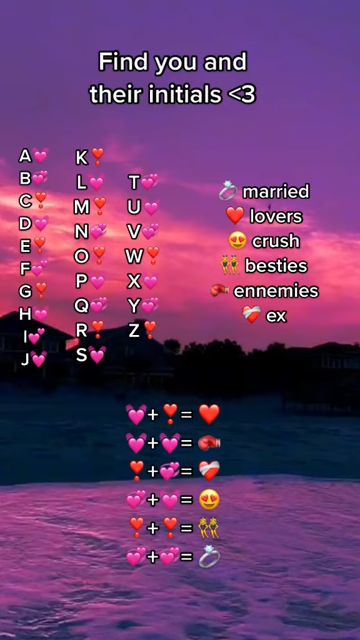 Find you and
their initials <3
A💓
B💞
C❣️
D💓
E❣️
F💞
G❣️
H💓
I💞
J💓
K❣️
L💓
M❣️
N💞
O❣️
P💓
Q💞
R❣️
S💓
T💞
U💓
V💞
W❣️
X💓
Y💞
Z❣️
💍 married
❤️ lovers
😍 crush
👯 besties
🥊 ennemies
❤️‍🩹 ex
💓+❣️= ❤️
💓+💓= 🥊
❣️+💞= ❤️‍🩹
💞+💓= 😍
❣️+❣️= 👯
💞+💞= 💍